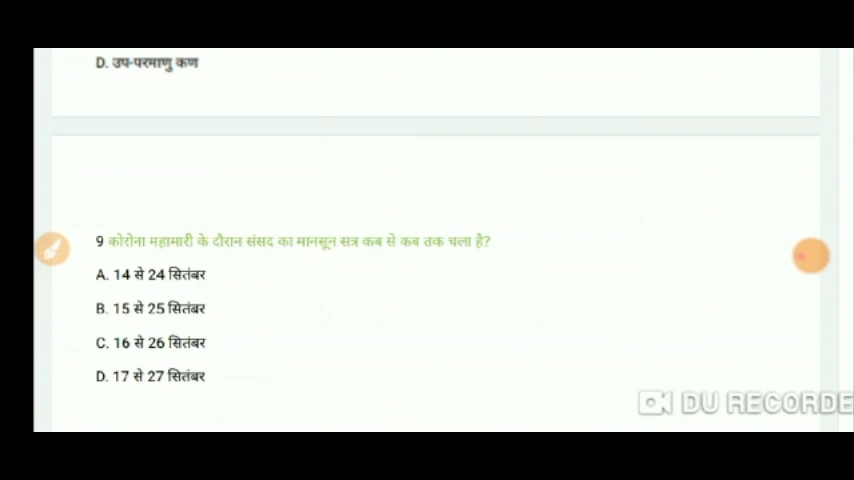 D. उप-परमाणु कण
9 कोरोना महामारी के दौरान संसद का मानसून सत्र कब से कब तक चला है?
A. 14 से 24 सितंबर
B. 15 से 25 सितंबर
C. 16 से 26 सितंबर
D. 17 से 27 सितंबर
DU RECORDE